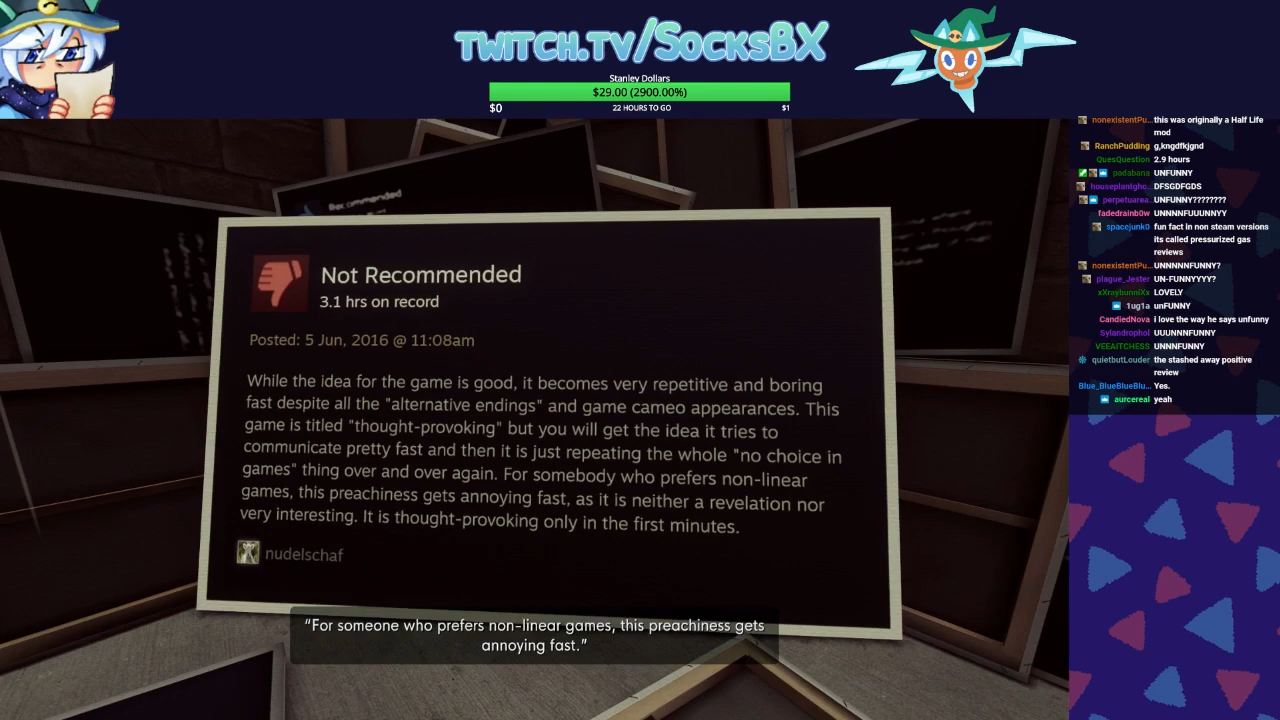 twitch.tv/SocksBX
Stanley Dollars
$29.00 (2900.00%)
$0
22 HOURS TO GO
$1
nonexistentPu... this was originally a Half Life
mod
RanchPudding g,kngdfkjgnd
QuesQuestion 2.9 hours
padabana UNFUNNY
houseplantgho... DFSGDFGDS
perpetuarea... UNFUNNY????????
fadedrainb0w UNNNNFUUUNNYY
spacejunk0 fun fact in non steam versions
its called pressurized gas
reviews
nonexistentPu... UNNNNNFUNNY?
plague_Jester UN-FUNNYYYY?
xXraybunniXx LOVELY
1ug1a unFUNNY
CandiedNova i love the way he says unfunny
Sylandrophol UUUNNNFUNNY
VEEAITCHESS UNNNFUNNY
quietbutLouder the stashed away positive
review
Blue_BlueBlueBlu... Yes.
aurcereal yeah
Recommended
Not Recommended
3.1 hrs on record
Posted: 5 Jun, 2016 @ 11:08am
While the idea for the game is good, it becomes very repetitive and boring
fast despite all the "alternative endings" and game cameo appearances. This
game is titled "thought-provoking" but you will get the idea it tries to
communicate pretty fast and then it is just repeating the whole "no choice in
games" thing over and over again. For somebody who prefers non-linear
games, this preachiness gets annoying fast, as it is neither a revelation nor
very interesting. It is thought-provoking only in the first minutes.
nudelschaf
“For someone who prefers non-linear games, this preachiness gets
annoying fast.”